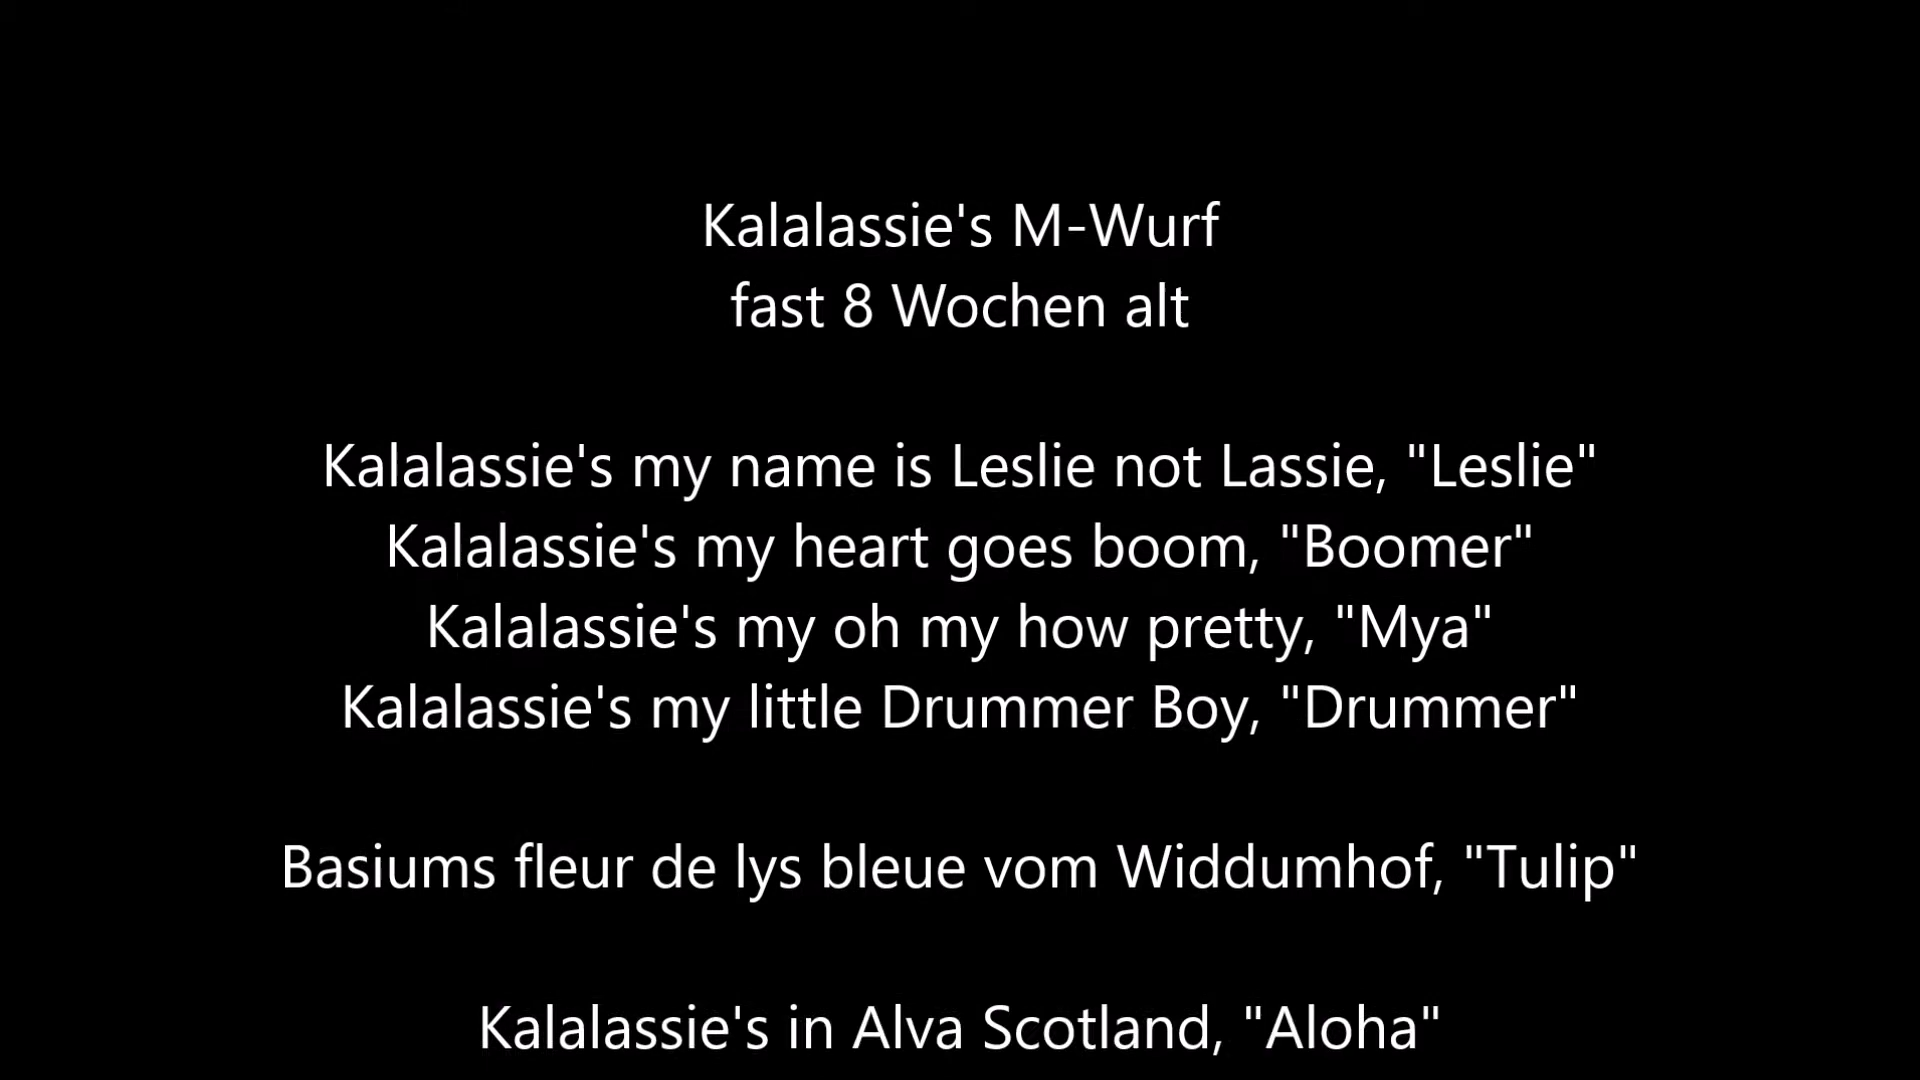 Kalalassie's M-Wurf
fast 8 Wochen alt
Kalalassie's my name is Leslie not Lassie, "Leslie"
Kalalassie's my heart goes boom, "Boomer"
Kalalassie's my oh my how pretty, "Mya"
Kalalassie's my little Drummer Boy, "Drummer"
Basiums fleur de lys bleue vom Widdumhof, "Tulip"
Kalalassie's in Alva Scotland, "Aloha"